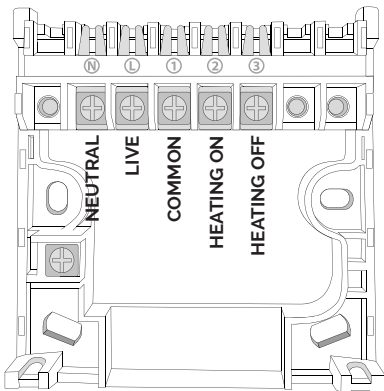 N L 1 2 3
NEUTRAL
LIVE
COMMON
HEATING ON
HEATING OFF